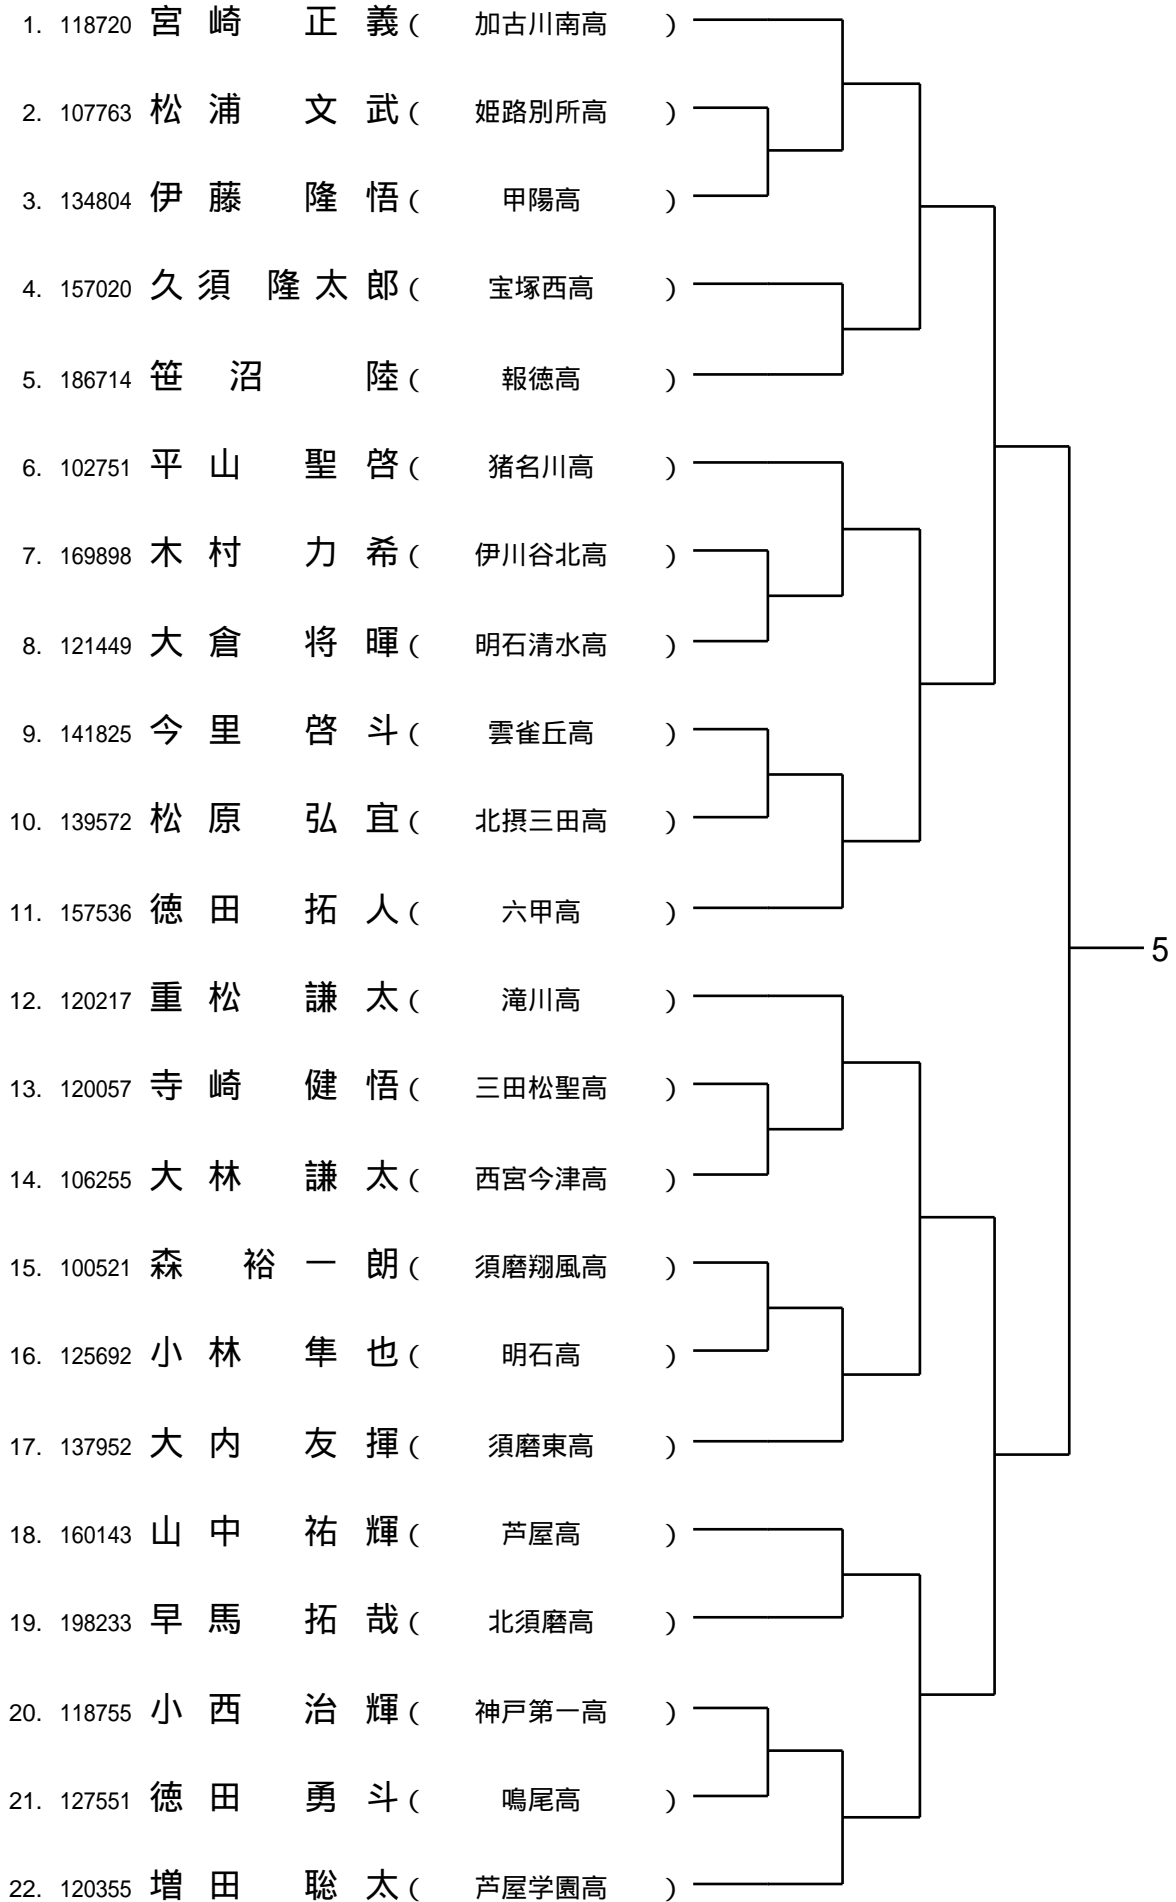 1. 118720 宮崎 正義 ( 加古川南高 )
2. 107763 松浦 文武 ( 姫路別所高 )
3. 134804 伊藤 隆悟 ( 甲陽高 )
4. 157020 久須 隆太郎 ( 宝塚西高 )
5. 186714 笹沼 陸 ( 報徳高 )
6. 102751 平山 聖啓 ( 猪名川高 )
7. 169898 木村 力希 ( 伊川谷北高 )
8. 121449 大倉 将暉 ( 明石清水高 )
9. 141825 今里 啓斗 ( 雲雀丘高 )
10. 139572 松原 弘宜 ( 北摂三田高 )
11. 157536 徳田 拓人 ( 六甲高 )
5
12. 120217 重松 謙太 ( 滝川高 )
13. 120057 寺崎 健悟 ( 三田松聖高 )
14. 106255 大林 謙太 ( 西宮今津高 )
15. 100521 森 裕一朗 ( 須磨翔風高 )
16. 125692 小林 隼也 ( 明石高 )
17. 137952 大内 友揮 ( 須磨東高 )
18. 160143 山中 祐輝 ( 芦屋高 )
19. 198233 早馬 拓哉 ( 北須磨高 )
20. 118755 小西 治輝 ( 神戸第一高 )
21. 127551 徳田 勇斗 ( 鳴尾高 )
22. 120355 増田 聡太 ( 芦屋学園高 )